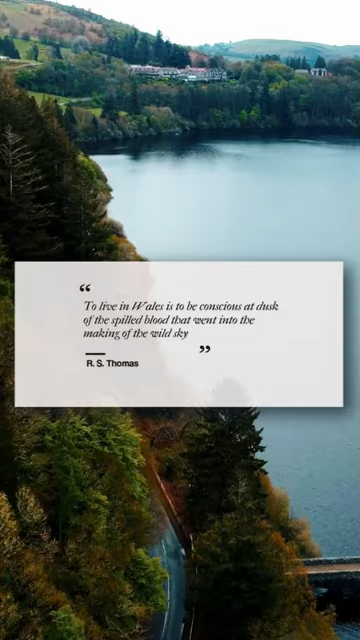 “
To live in Wales is to be conscious at dusk
of the spilled blood that went into the
making of the wild sky
”
R. S. Thomas